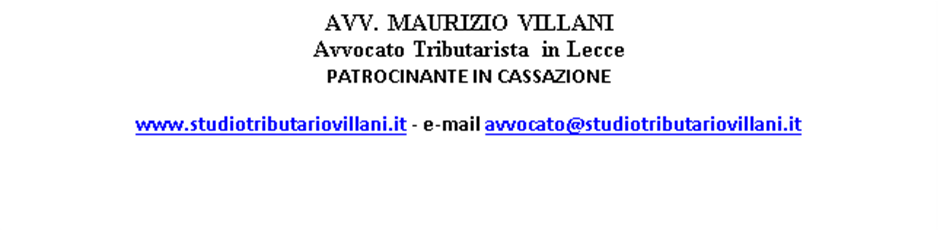 AVV. MAURIZIO VILLANI
Avvocato Tributarista in Lecce
PATROCINANTE IN CASSAZIONE
www.studiotributariovillani.it - e-mail avvocato@studiotributariovillani.it